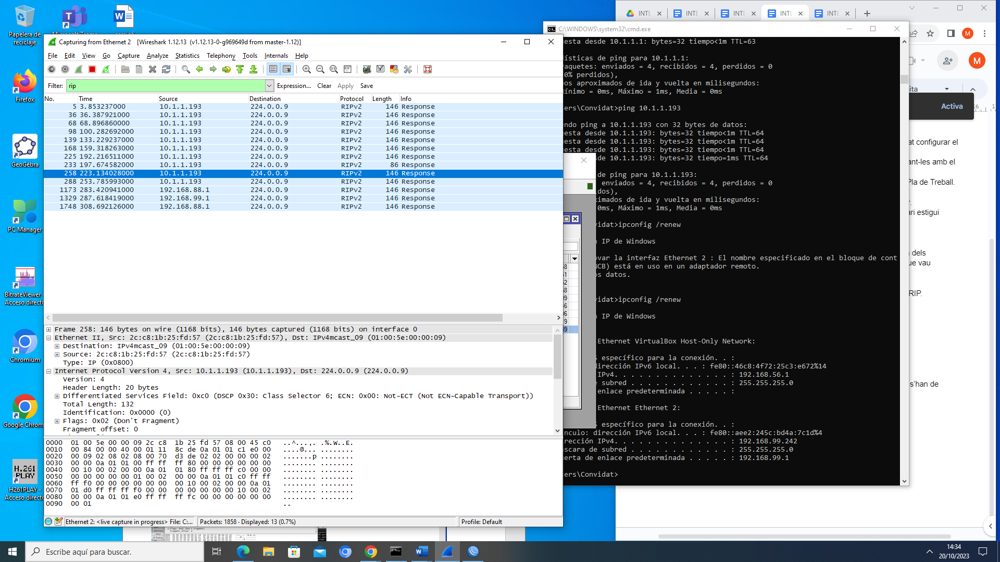 Papelera de
reciclaje
Microsoft Teams
Firefox
GeoGebra
PC Manager
BitrateViewer -
Acceso directo
Chromium
Google Chrom
H.261
PLAY
H261PLAY -
Acceso directo
Capturing from Ethernet 2 [Wireshark 1.12.13 (v1.12.13-0-g969649d from master-1.12)]
File Edit View Go Capture Analyze Statistics Telephony Tools Internals Help
Filter: rip Expression... Clear Apply Save
No. Time Source Destination Protocol Length Info
5 3.853237000 10.1.1.193 224.0.0.9 RIPv2 146 Response
36 36.387921000 10.1.1.193 224.0.0.9 RIPv2 146 Response
68 68.896860000 10.1.1.193 224.0.0.9 RIPv2 146 Response
98 100.282692000 10.1.1.193 224.0.0.9 RIPv2 146 Response
139 133.229237000 10.1.1.193 224.0.0.9 RIPv2 146 Response
168 159.318263000 10.1.1.193 224.0.0.9 RIPv2 146 Response
225 192.216511000 10.1.1.193 224.0.0.9 RIPv2 146 Response
233 197.674582000 10.1.1.193 224.0.0.9 RIPv2 86 Response
258 223.134028000 10.1.1.193 224.0.0.9 RIPv2 146 Response
288 253.785993000 10.1.1.193 224.0.0.9 RIPv2 146 Response
1173 283.420941000 192.168.88.1 224.0.0.9 RIPv2 146 Response
1329 287.618419000 192.168.99.1 224.0.0.9 RIPv2 146 Response
1748 308.692126000 192.168.88.1 224.0.0.9 RIPv2 146 Response
Frame 258: 146 bytes on wire (1168 bits), 146 bytes captured (1168 bits) on interface 0
Ethernet II, Src: 2c:c8:1b:25:fd:57 (2c:c8:1b:25:fd:57), Dst: IPv4mcast_09 (01:00:5e:00:00:09)
Destination: IPv4mcast_09 (01:00:5e:00:00:09)
Source: 2c:c8:1b:25:fd:57 (2c:c8:1b:25:fd:57)
Type: IP (0x0800)
Internet Protocol Version 4, Src: 10.1.1.193 (10.1.1.193), Dst: 224.0.0.9 (224.0.0.9)
Version: 4
Header Length: 20 bytes
Differentiated Services Field: 0xc0 (DSCP 0x30: Class Selector 6; ECN: 0x00: Not-ECT (Not ECN-Capable Transport))
Total Length: 132
Identification: 0x0000 (0)
Flags: 0x02 (Don't Fragment)
Fragment offset: 0
0000 01 00 5e 00 00 09 2c c8 1b 25 fd 57 08 00 45 c0 ..^...,. .%.W..E.
0010 00 84 00 00 40 00 01 11 8c de 0a 01 01 c1 e0 00 ....@... ........
0020 00 09 02 08 02 08 00 70 d3 de 02 02 00 00 00 02 .......p ........
0030 00 00 0a 01 01 00 ff ff ff 80 00 00 00 00 00 00 ........ ........
0040 00 10 00 02 00 00 0a 01 01 80 ff ff ff c0 00 00 ........ ........
0050 00 00 00 00 00 01 00 02 00 00 0a 01 01 c0 ff ff ........ ........
0060 ff f0 00 00 00 00 00 00 00 10 00 02 00 00 0a 01 ........ ........
0070 01 d0 ff ff ff f0 00 00 00 00 00 00 00 10 00 02 ........ ........
0080 00 00 0a 01 01 e0 ff ff ff fc 00 00 00 00 00 00 ........ ........
0090 00 01 ..
Ethernet 2: <live capture in progress> File: C:... Packets: 1858 · Displayed: 13 (0.7%) Profile: Default
C:\WINDOWS\system32\cmd.exe
uesta desde 10.1.1.1: bytes=32 tiempo<1m TTL=63
dísticas de ping para 10.1.1.1:
Paquetes: enviados = 4, recibidos = 4, perdidos = 0
0% perdidos),
pos aproximados de ida y vuelta en milisegundos:
Mínimo = 0ms, Máximo = 1ms, Media = 0ms
sers\Convidat>ping 10.1.1.193
endo ping a 10.1.1.193 con 32 bytes de datos:
uesta desde 10.1.1.193: bytes=32 tiempo<1m TTL=64
uesta desde 10.1.1.193: bytes=32 tiempo<1m TTL=64
uesta desde 10.1.1.193: bytes=32 tiempo<1m TTL=64
sde 10.1.1.193: bytes=32 tiempo=1ms TTL=64
de ping para 10.1.1.193:
enviados = 4, recibidos = 4, perdidos = 0
dos),
ximados de ida y vuelta en milisegundos:
0ms, Máximo = 1ms, Media = 0ms
vidat>ipconfig /renew
IP de Windows
ovar la interfaz Ethernet 2 : El nombre especificado en el bloque de cont
NCB) está en uso en un adaptador remoto.
os datos.
vidat>ipconfig /renew
IP de Windows
Ethernet VirtualBox Host-Only Network:
específico para la conexión. . :
dirección IPv6 local. . . : fe80::46c8:4f72:25c3:e672%14
IPv4. . . . . . . . . . . . . . : 192.168.56.1
subred . . . . . . . . . . . . : 255.255.255.0
enlace predeterminada . . . . . :
Ethernet Ethernet 2:
específico para la conexión. . :
nculo: dirección IPv6 local. . . : fe80::aee2:245c:bd4a:7c1d%4
rección IPv4. . . . . . . . . . . . . . : 192.168.99.242
scara de subred . . . . . . . . . . . . : 255.255.255.0
erta de enlace predeterminada . . . . . : 192.168.99.1
sers\Convidat>
INTE INTE INTE INTE INTE
M
M
ita
Activa
16
at configurar el
ant-les amb el
Pla de Treball.
ari estigui
dels
ue vau
RIP.
s'han de
Escribe aquí para buscar.
14:34
20/10/2023